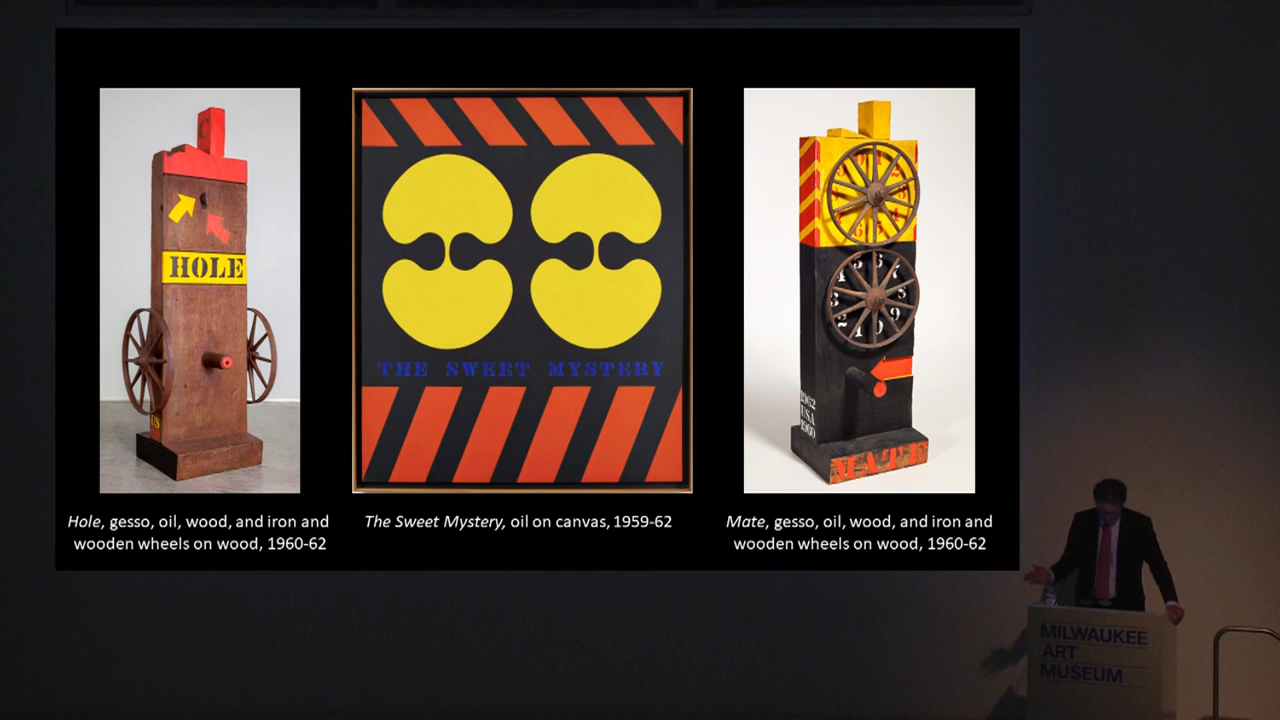 C
HOLE
US
THE SWEET MYSTERY
1962
USA
1960
MATE
Hole, gesso, oil, wood, and iron and
wooden wheels on wood, 1960-62
The Sweet Mystery, oil on canvas, 1959-62
Mate, gesso, oil, wood, and iron and
wooden wheels on wood, 1960-62
MILWAUKEE
ART
MUSEUM